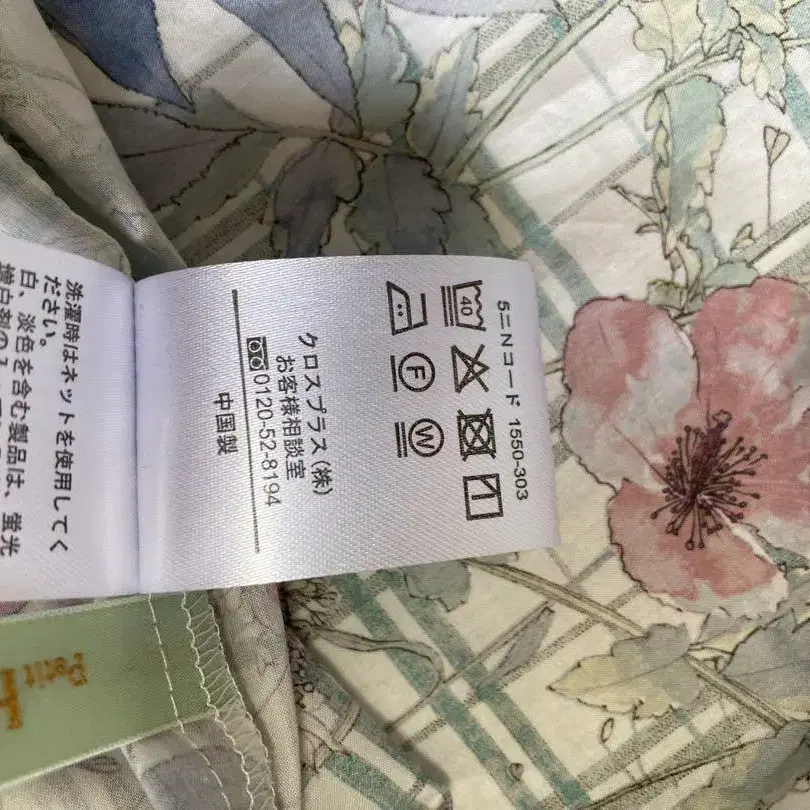 5ニNコード 1550-303
40
F
W
クロスプラス(株)
お客様相談室
0120-52-8194
中国製
洗濯時はネットを使用してく
ださい。
白、淡色を含む製品は、蛍光
Petit